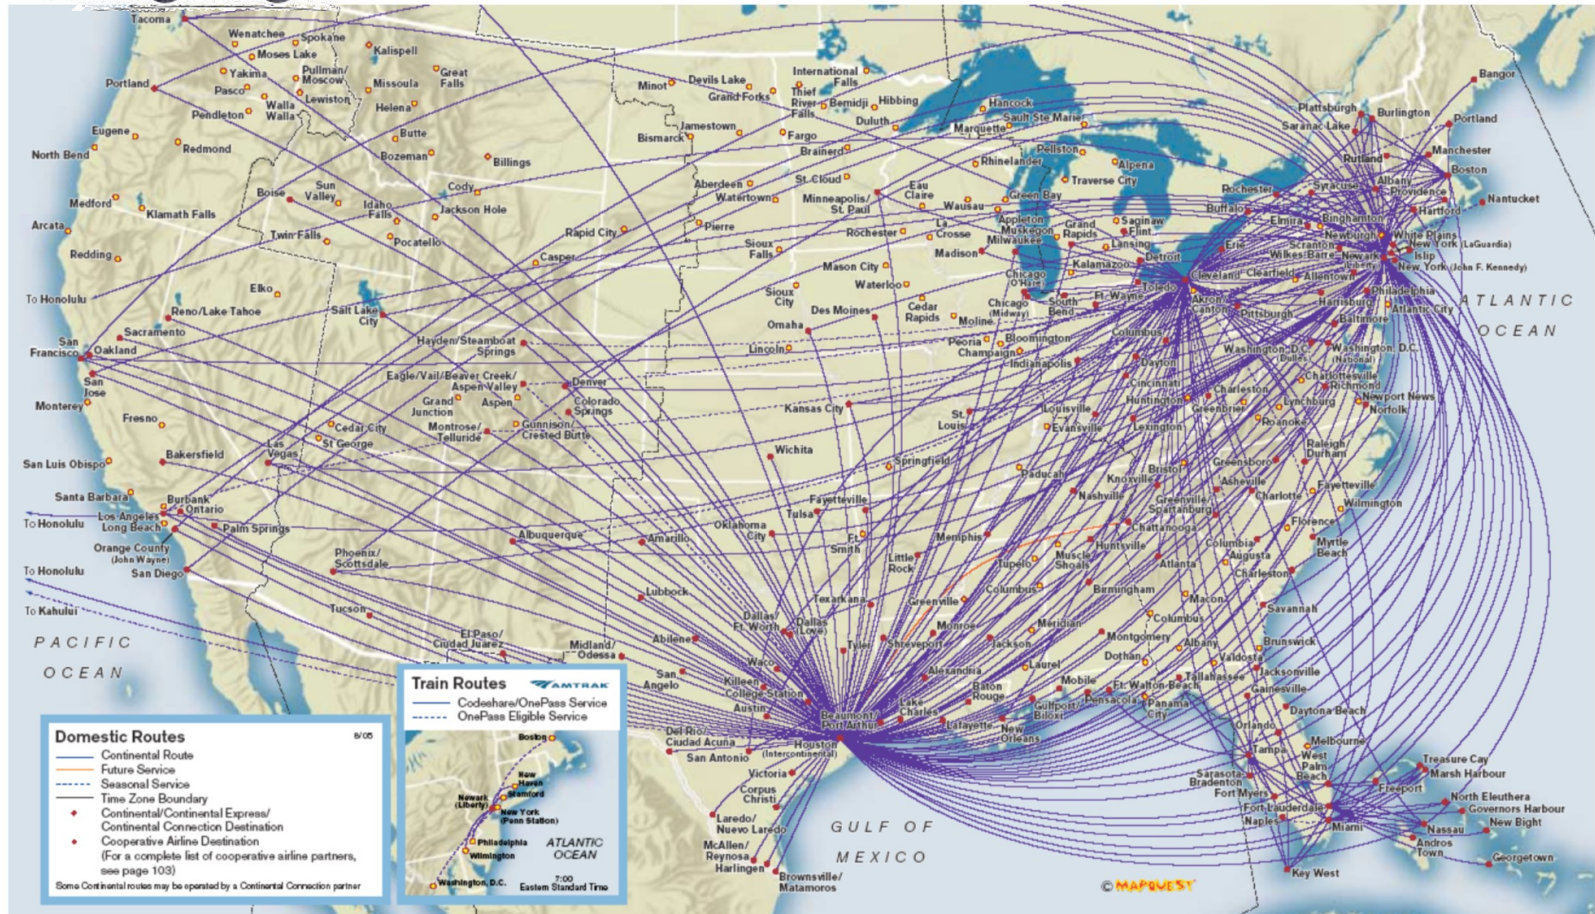 Tacoma
Wenatchee
Spokane
Moses Lake
Kalispell
Yakima
Pullman/
Moscow
Great
Falls
Missoula
Portland
Pasco
Lewiston
Walla
Walla
Helena
Pendleton
Eugene
Butte
North Bend
Redmond
Bozeman
Billings
Boise
Sun
Valley
Cody
Medford
Klamath Falls
Idaho
Falls
Jackson Hole
Arcata
Twin Falls
Pocatello
Redding
Casper
Elko
To Honolulu
Reno/Lake Tahoe
Salt Lake
City
Sacramento
San
Francisco
Oakland
Hayden/Steamboat
Springs
San
Jose
Eagle/Vail/Beaver Creek/
Aspen Valley
Denver
Monterey
Grand
Junction
Aspen
Colorado
Springs
Fresno
Cedar City
St George
Montrose/
Telluride
Gunnison/
Crested Butte
Las
Vegas
San Luis Obispo
Bakersfield
Santa Barbara
Burbank
Ontario
Los Angeles
Long Beach
To Honolulu
Palm Springs
Orange County
(John Wayne)
San Diego
Albuquerque
Phoenix/
Scottsdale
To Honolulu
To Kahului
Tucson
El Paso/
Ciudad Juarez
PACIFIC
OCEAN
Minot
Devils Lake
Grand Forks
International
Falls
Thief
River
Falls
Bemidji
Hibbing
Duluth
Hancock
Sault Ste Marie
Marquette
Jamestown
Bismarck
Fargo
Brainerd
Rhinelander
Pellston
Alpena
Traverse City
Aberdeen
Watertown
St. Cloud
Minneapolis/
St. Paul
Eau
Claire
Wausau
Green Bay
Rapid City
Pierre
Rochester
La
Crosse
Appleton
Muskegon
Milwaukee
Grand
Rapids
Saginaw
Flint
Lansing
Sioux
Falls
Madison
Detroit
Mason City
Kalamazoo
Waterloo
Chicago
(O'Hare)
Sioux
City
Cedar
Rapids
Chicago
(Midway)
South
Bend
Ft. Wayne
Toledo
Cleveland
Akron/
Canton
Omaha
Des Moines
Moline
Peoria
Bloomington
Champaign
Lincoln
Indianapolis
Columbus
Dayton
Cincinnati
Pittsburgh
Kansas City
St.
Louis
Louisville
Evansville
Lexington
Huntington
Charleston
Greenbrier
Wichita
Springfield
Paducah
Bristol
Knoxville
Nashville
Fayetteville
Tulsa
Oklahoma
City
Ft.
Smith
Amarillo
Memphis
Chattanooga
Huntsville
Muscle
Shoals
Tupelo
Little
Rock
Columbus
Birmingham
Lubbock
Texarkana
Greenville
Dallas/
Ft. Worth
Dallas
(Love)
Abilene
Tyler
Shreveport
Monroe
Jackson
Meridian
Montgomery
Midland/
Odessa
Waco
San
Angelo
Killeen
College Station
Austin
Alexandria
Laurel
Dothan
Baton
Rouge
Mobile
Ft. Walton Beach
Pensacola
Panama
City
Beaumont/
Port Arthur
Lake
Charles
Lafayette
New
Orleans
Gulfport/
Biloxi
Houston
(Intercontinental)
Del Rio/
Ciudad Acuña
San Antonio
Victoria
Corpus
Christi
Laredo/
Nuevo Laredo
McAllen/
Reynosa
Harlingen
Brownsville/
Matamoros
GULF OF
MEXICO
Bangor
Plattsburgh
Burlington
Saranac Lake
Portland
Rutland
Manchester
Boston
Rochester
Syracuse
Albany
Providence
Nantucket
Buffalo
Elmira
Binghamton
Hartford
Erie
Newburgh
White Plains
Scranton
Wilkes/Barre
New York (LaGuardia)
Newark
(Liberty)
Islip
New York (John F. Kennedy)
Clearfield
Allentown
Philadelphia
Harrisburg
Atlantic City
Baltimore
ATLANTIC
OCEAN
Washington, D.C.
(Dulles)
Washington, D.C.
(National)
Charlottesville
Richmond
Newport News
Norfolk
Lynchburg
Roanoke
Raleigh/
Durham
Greensboro
Asheville
Fayetteville
Charlotte
Wilmington
Greenville/
Spartanburg
Florence
Myrtle
Beach
Columbia
Augusta
Atlanta
Charleston
Macon
Savannah
Columbus
Albany
Brunswick
Valdosta
Tallahassee
Jacksonville
Gainesville
Daytona Beach
Orlando
Melbourne
Tampa
West
Palm
Beach
Sarasota
Bradenton
Fort Myers
Fort Lauderdale
Naples
Miami
Key West
Freeport
Treasure Cay
Marsh Harbour
North Eleuthera
Governors Harbour
Nassau
New Bight
Andros
Town
Georgetown
Domestic Routes 6/05
Continental Route
Future Service
Seasonal Service
Time Zone Boundary
Continental/Continental Express/
Continental Connection Destination
Cooperative Airline Destination
(For a complete list of cooperative airline partners,
see page 103)
Some Continental routes may be operated by a Continental Connection partner
Train Routes AMTRAK
Codeshare/OnePass Service
OnePass Eligible Service
Boston
New
Haven
Stamford
Newark
(Liberty)
New York
(Penn Station)
Philadelphia
Wilmington
Washington, D.C.
ATLANTIC
OCEAN
7:00
Eastern Standard Time
© MAPQUEST